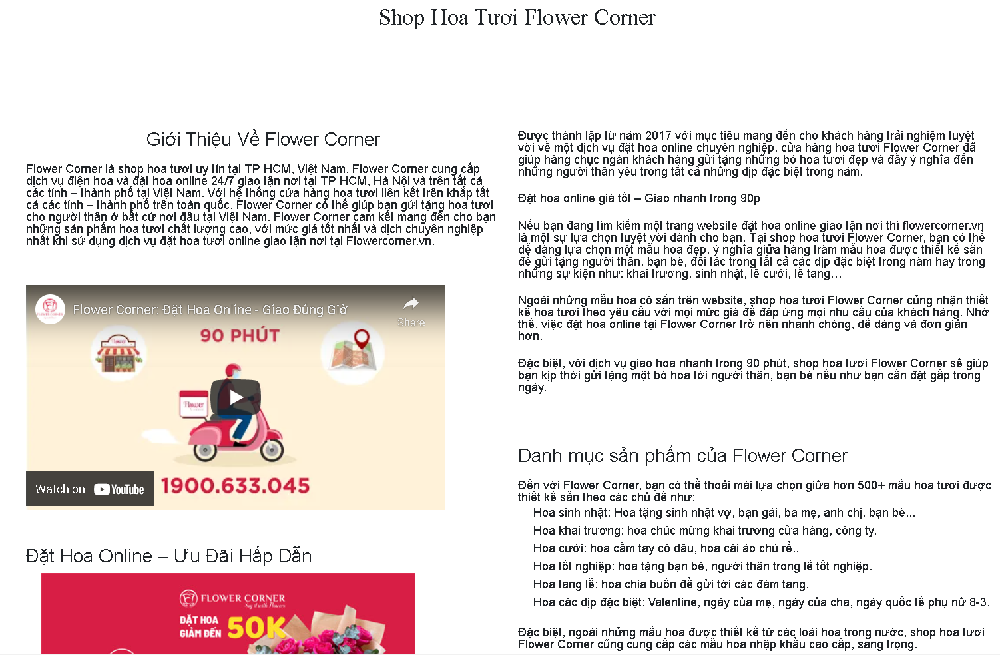 Shop Hoa Tươi Flower Corner
Giới Thiệu Về Flower Corner
Flower Corner là shop hoa tươi uy tín tại TP HCM, Việt Nam. Flower Corner cung cấp
dịch vụ điện hoa và đặt hoa online 24/7 giao tận nơi tại TP HCM, Hà Nội và trên tất cả
các tỉnh – thành phố tại Việt Nam. Với hệ thống cửa hàng hoa tươi liên kết trên khắp tất
cả các tỉnh – thành phố trên toàn quốc, Flower Corner có thể giúp bạn gửi tặng hoa tươi
cho người thân ở bất cứ nơi đâu tại Việt Nam. Flower Corner cam kết mang đến cho bạn
những sản phẩm hoa tươi chất lượng cao, với mức giá tốt nhất và dịch chuyên nghiệp
nhất khi sử dụng dịch vụ đặt hoa tươi online giao tận nơi tại Flowercorner.vn.
Flower Corner: Đặt Hoa Online - Giao Đúng Giờ
Share
90 PHÚT
Flower
Flower
Watch on YouTube
1900.633.045
Đặt Hoa Online – Ưu Đãi Hấp Dẫn
FLOWER CORNER
Say it with Flowers
ĐẶT HOA
GIẢM ĐẾN 50K
Được thành lập từ năm 2017 với mục tiêu mang đến cho khách hàng trải nghiệm tuyệt
vời về một dịch vụ đặt hoa online chuyên nghiệp, cửa hàng hoa tươi Flower Corner đã
giúp hàng chục ngàn khách hàng gửi tặng những bó hoa tươi đẹp và đầy ý nghĩa đến
những người thân yêu trong tất cả những dịp đặc biệt trong năm.
Đặt hoa online giá tốt – Giao nhanh trong 90p
Nếu bạn đang tìm kiếm một trang website đặt hoa online giao tận nơi thì flowercorner.vn
là một sự lựa chọn tuyệt vời dành cho bạn. Tại shop hoa tươi Flower Corner, bạn có thể
dễ dàng lựa chọn một mẫu hoa đẹp, ý nghĩa giữa hàng trăm mẫu hoa được thiết kế sẵn
để gửi tặng người thân, bạn bè, đối tác trong tất cả các dịp đặc biệt trong năm hay trong
những sự kiện như: khai trương, sinh nhật, lễ cưới, lễ tang…
Ngoài những mẫu hoa có sẵn trên website, shop hoa tươi Flower Corner cũng nhận thiết
kế hoa tươi theo yêu cầu với mọi mức giá để đáp ứng mọi nhu cầu của khách hàng. Nhờ
thế, việc đặt hoa online tại Flower Corner trở nên nhanh chóng, dễ dàng và đơn giản
hơn.
Đặc biệt, với dịch vụ giao hoa nhanh trong 90 phút, shop hoa tươi Flower Corner sẽ giúp
bạn kịp thời gửi tặng một bó hoa tới người thân, bạn bè nếu như bạn cần đặt gấp trong
ngày.
Danh mục sản phẩm của Flower Corner
Đến với Flower Corner, bạn có thể thoải mái lựa chọn giữa hơn 500+ mẫu hoa tươi được
thiết kế sẵn theo các chủ đề như:
Hoa sinh nhật: Hoa tặng sinh nhật vợ, bạn gái, ba mẹ, anh chị, bạn bè...
Hoa khai trương: hoa chúc mừng khai trương cửa hàng, công ty.
Hoa cưới: hoa cầm tay cô dâu, hoa cài áo chú rể..
Hoa tốt nghiệp: hoa tặng bạn bè, người thân trong lễ tốt nghiệp.
Hoa tang lễ: hoa chia buồn để gửi tới các đám tang.
Hoa các dịp đặc biệt: Valentine, ngày của mẹ, ngày của cha, ngày quốc tế phụ nữ 8-3.
Đặc biệt, ngoài những mẫu hoa được thiết kế từ các loài hoa trong nước, shop hoa tươi
Flower Corner cũng cung cấp các mẫu hoa nhập khẩu cao cấp, sang trọng.